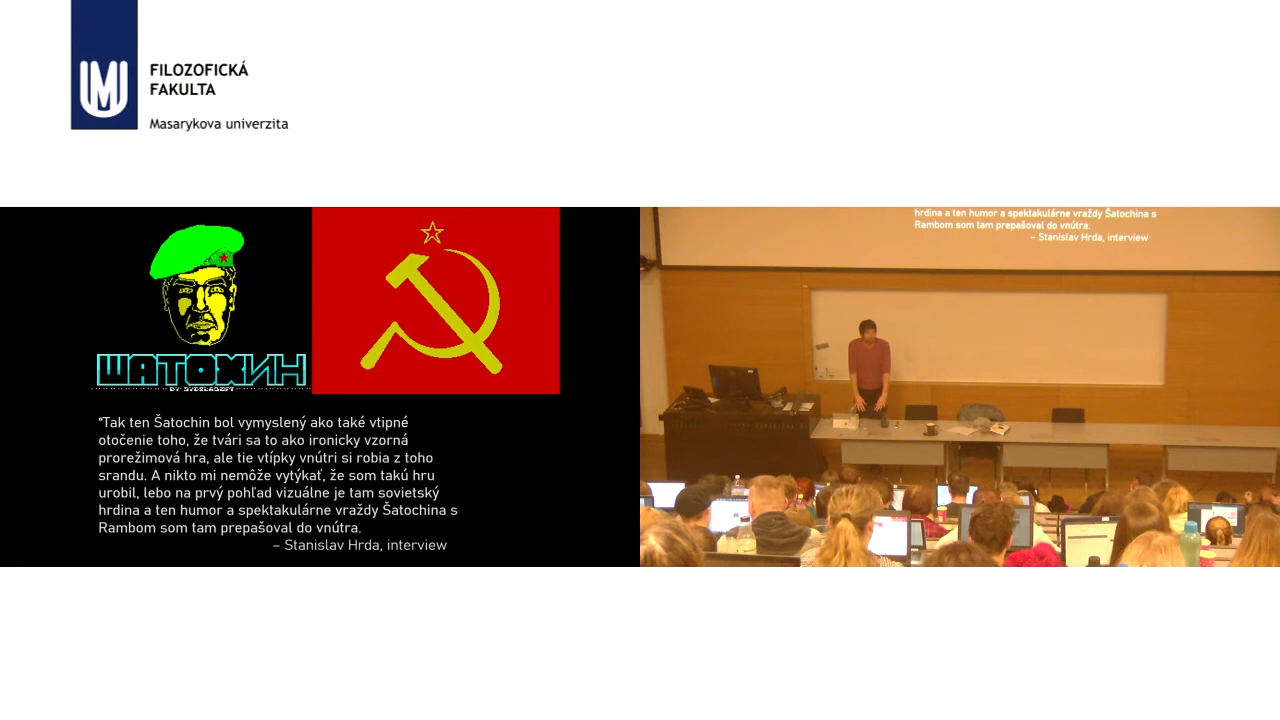 FILOZOFICKÁ
FAKULTA
Masarykova univerzita
ШАТОХИН
“Tak ten Šatochin bol vymyslený ako také vtipné
otočenie toho, že tvári sa to ako ironicky vzorná
prorežimová hra, ale tie vtípky vnútri si robia z toho
srandu. A nikto mi nemôže vytýkať, že som takú hru
urobil, lebo na prvý pohľad vizuálne je tam sovietský
hrdina a ten humor a spektakulárne vraždy Šatochina s
Rambom som tam prepašoval do vnútra.
– Stanislav Hrda, interview
hrdina a ten humor a spektakulárne vraždy Šatochina s
Rambom som tam prepašoval do vnútra.
– Stanislav Hrda, interview